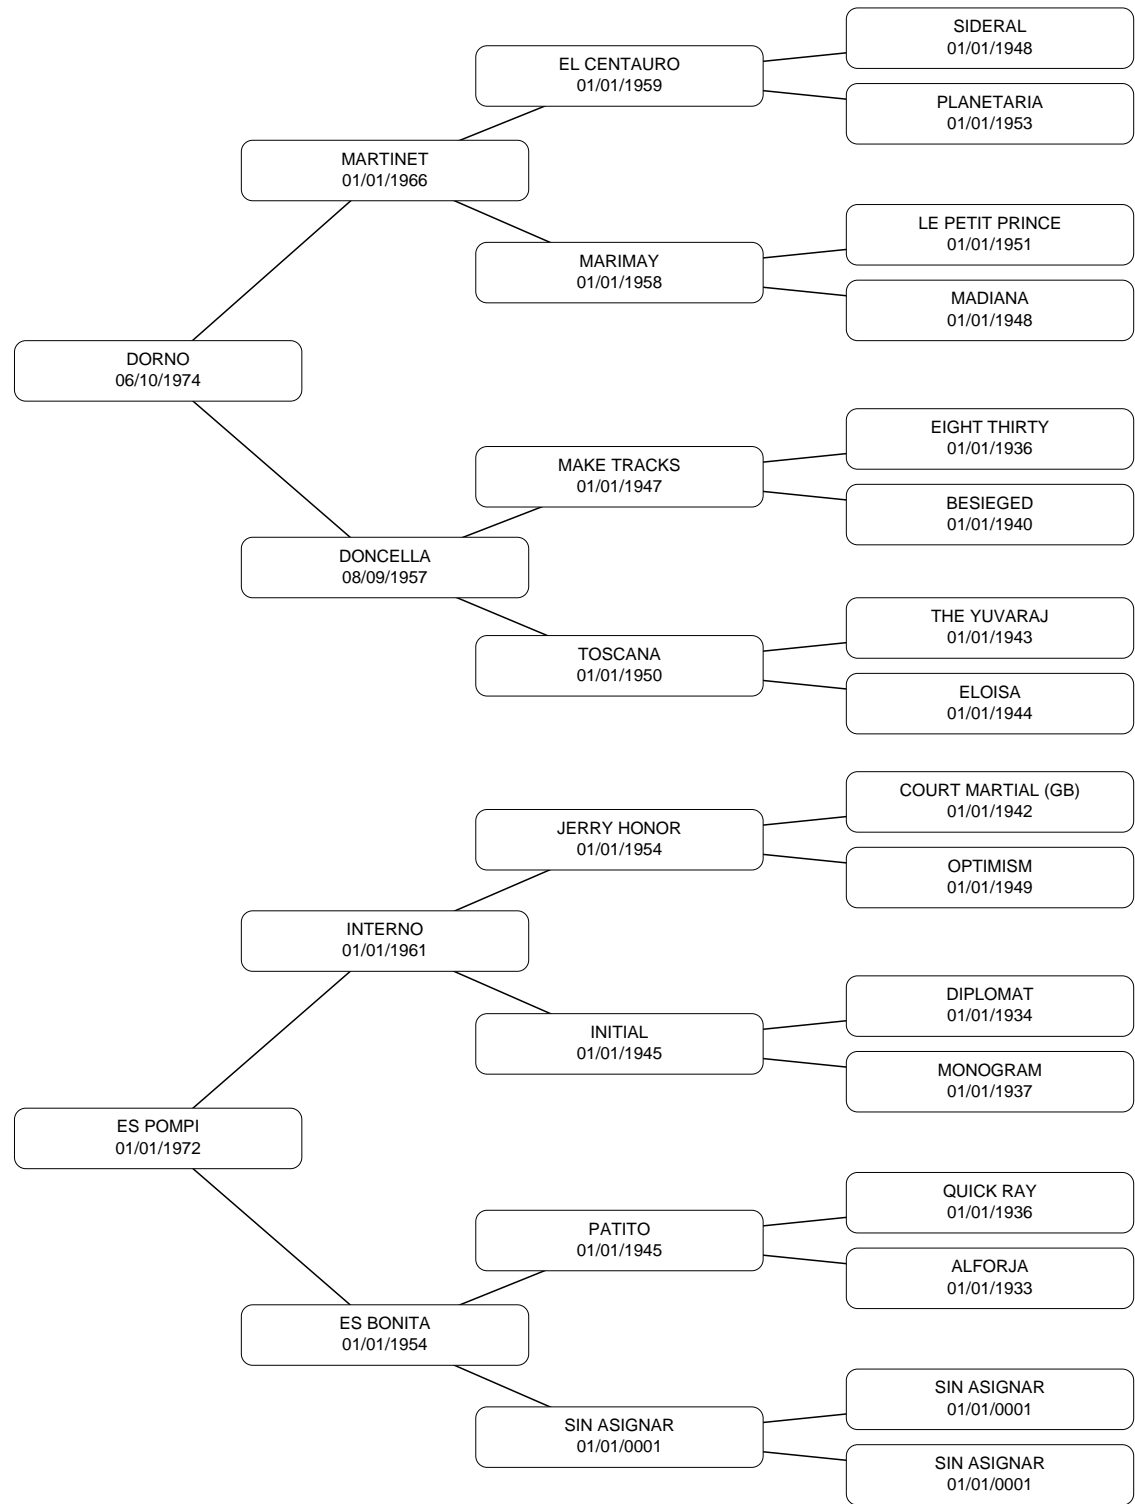 SIDERAL
01/01/1948
EL CENTAURO
01/01/1959
PLANETARIA
01/01/1953
MARTINET
01/01/1966
LE PETIT PRINCE
01/01/1951
MARIMAY
01/01/1958
MADIANA
01/01/1948
DORNO
06/10/1974
EIGHT THIRTY
01/01/1936
MAKE TRACKS
01/01/1947
BESIEGED
01/01/1940
DONCELLA
08/09/1957
THE YUVARAJ
01/01/1943
TOSCANA
01/01/1950
ELOISA
01/01/1944
COURT MARTIAL (GB)
01/01/1942
JERRY HONOR
01/01/1954
OPTIMISM
01/01/1949
INTERNO
01/01/1961
DIPLOMAT
01/01/1934
INITIAL
01/01/1945
MONOGRAM
01/01/1937
ES POMPI
01/01/1972
QUICK RAY
01/01/1936
PATITO
01/01/1945
ALFORJA
01/01/1933
ES BONITA
01/01/1954
SIN ASIGNAR
01/01/0001
SIN ASIGNAR
01/01/0001
SIN ASIGNAR
01/01/0001